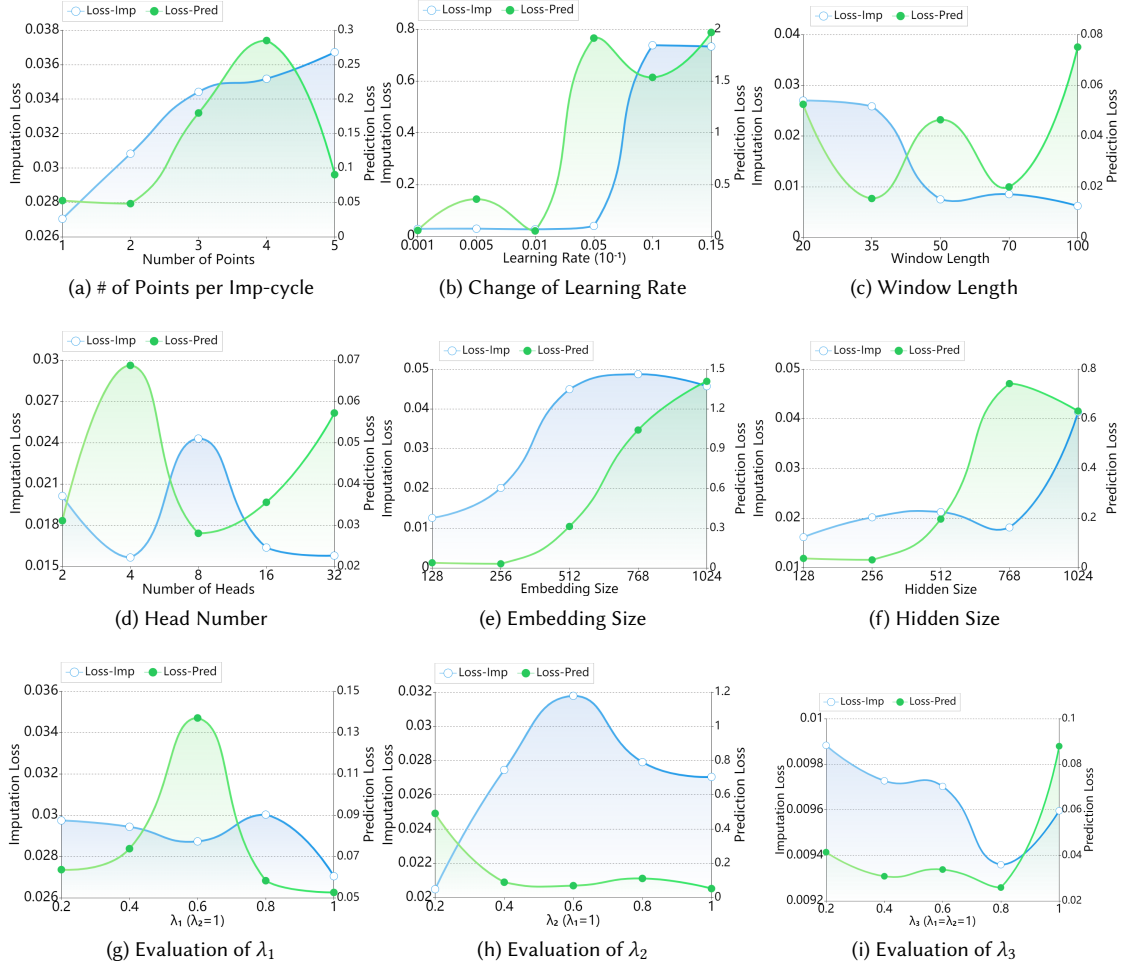 Loss-Imp Loss-Pred
Imputation Loss
0.038
0.036
0.034
0.032
0.03
0.028
0.026
0.3
0.25
0.2
0.15
0.1
0.05
0
Prediction Loss
1 2 3 4 5
Number of Points
(a) # of Points per Imp-cycle
Loss-Imp Loss-Pred
Imputation Loss
0.8
0.6
0.4
0.2
0
2
1.5
1
0.5
0
Prediction Loss
0.001 0.005 0.01 0.05 0.1 0.15
Learning Rate (10⁻¹)
(b) Change of Learning Rate
Loss-Imp Loss-Pred
Imputation Loss
0.04
0.03
0.02
0.01
0
0.08
0.06
0.04
0.02
0
Prediction Loss
20 35 50 70 100
Window Length
(c) Window Length
Loss-Imp Loss-Pred
Imputation Loss
0.03
0.027
0.024
0.021
0.018
0.015
0.07
0.06
0.05
0.04
0.03
0.02
Prediction Loss
2 4 8 16 32
Number of Heads
(d) Head Number
Loss-Imp Loss-Pred
Imputation Loss
0.05
0.04
0.03
0.02
0.01
0
1.5
1.2
0.9
0.6
0.3
0
Prediction Loss
128 256 512 768 1024
Embedding Size
(e) Embedding Size
Loss-Imp Loss-Pred
Imputation Loss
0.05
0.04
0.03
0.02
0.01
0.8
0.6
0.4
0.2
0
Prediction Loss
128 256 512 768 1024
Hidden Size
(f) Hidden Size
Loss-Imp Loss-Pred
Imputation Loss
0.036
0.034
0.032
0.03
0.028
0.026
0.15
0.13
0.11
0.09
0.07
0.05
Prediction Loss
0.2 0.4 0.6 0.8 1
λ₁ (λ₂=1)
(g) Evaluation of λ₁
Loss-Imp Loss-Pred
Imputation Loss
0.032
0.03
0.028
0.026
0.024
0.022
0.02
1.2
1
0.8
0.6
0.4
0.2
0
Prediction Loss
0.2 0.4 0.6 0.8 1
λ₂ (λ₁=1)
(h) Evaluation of λ₂
Loss-Imp Loss-Pred
Imputation Loss
0.01
0.0098
0.0096
0.0094
0.0092
0.1
0.08
0.06
0.04
0.02
Prediction Loss
0.2 0.4 0.6 0.8 1
λ₃ (λ₁=λ₂=1)
(i) Evaluation of λ₃